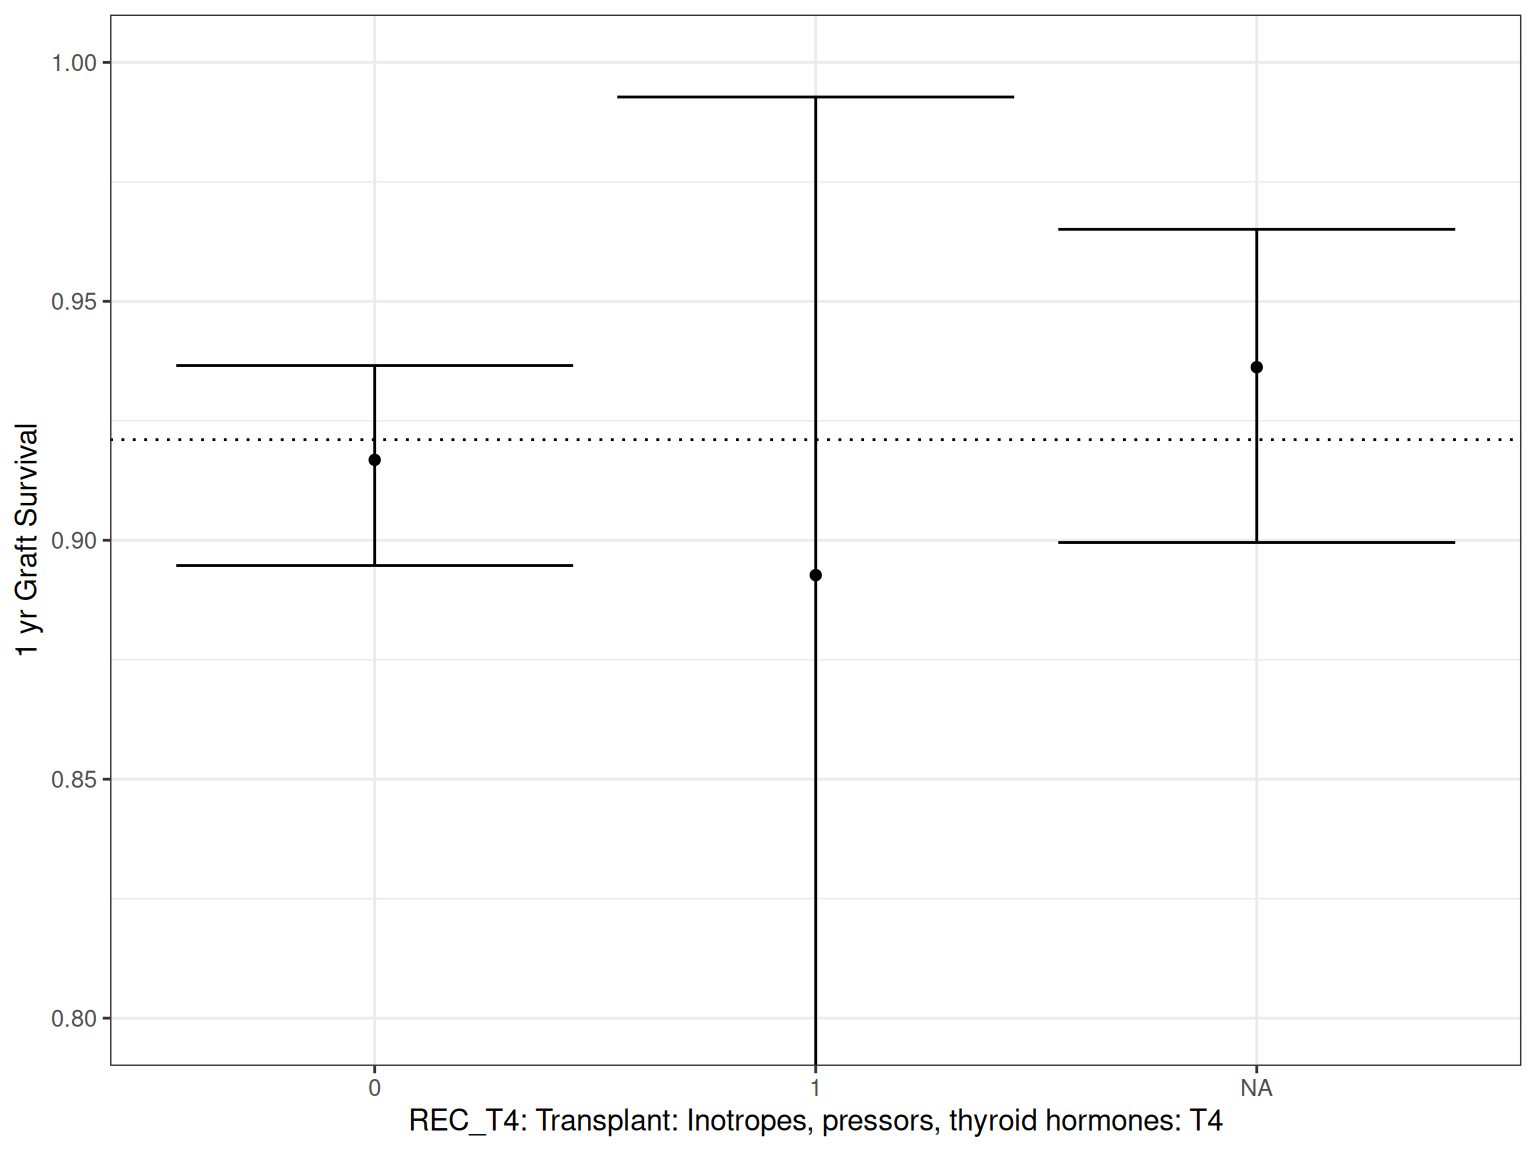 1.00
0.95
0.90
0.85
0.80
1 yr Graft Survival
0 1 NA
REC_T4: Transplant: Inotropes, pressors, thyroid hormones: T4